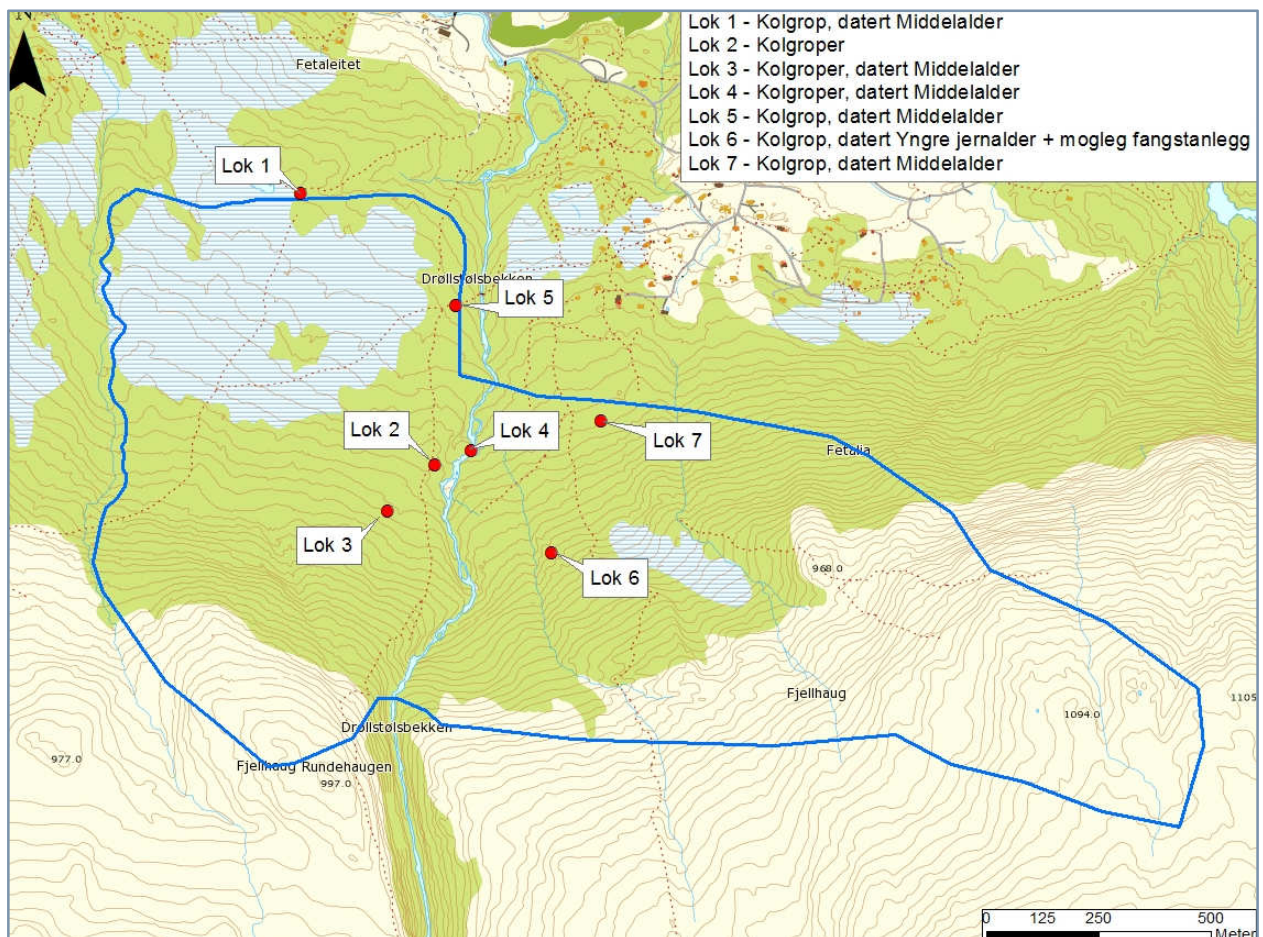 Lok 1 - Kolgrop, datert Middelalder
Lok 2 - Kolgroper
Lok 3 - Kolgroper, datert Middelalder
Lok 4 - Kolgroper, datert Middelalder
Lok 5 - Kolgrop, datert Middelalder
Lok 6 - Kolgrop, datert Yngre jernalder + mogleg fangstanlegg
Lok 7 - Kolgrop, datert Middelalder
N
Fetaleitet
Lok 1
Drøllstølsbekken
Lok 5
Lok 2
Lok 4
Lok 7
Fetalia
Lok 3
Lok 6
968.0
Fjellhaug
1105
1094.0
Drøllstølsbekken
977.0
Fjellhaug Rundehaugen
997.0
0 125 250 500
Meter